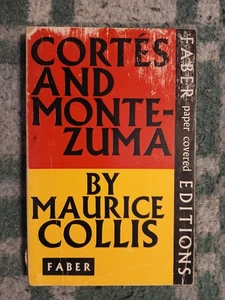 CORTÉS
AND
MONTE-
ZUMA
BY
MAURICE
COLLIS
FABER
FABER paper covered EDITIONS